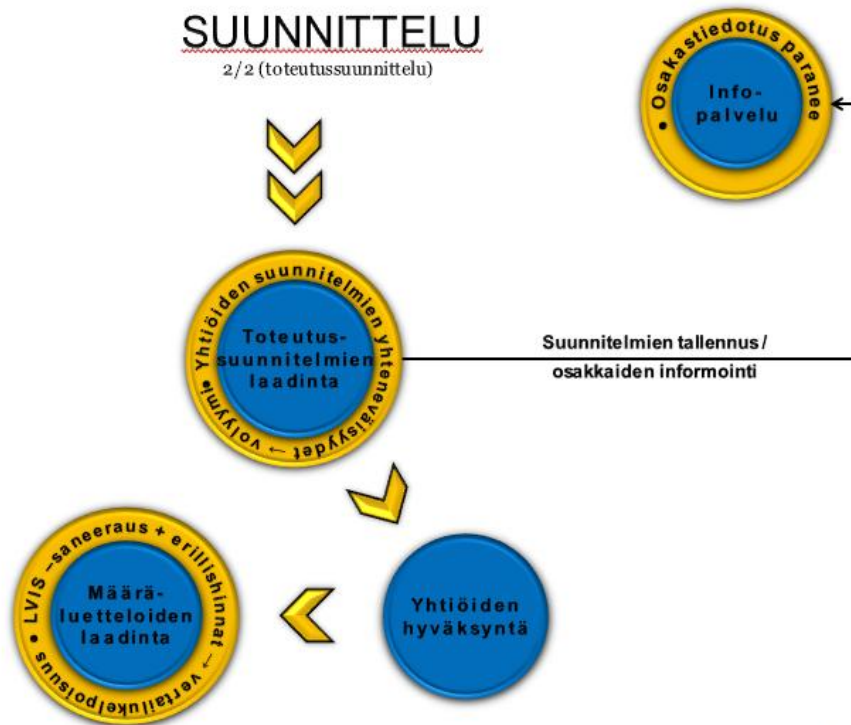 SUUNNITTELU
2/2 (toteutussuunnittelu)
• Osakastiedotus paranee
Info-
palvelu
• Yhtiöiden suunnitelmien yhteneväisyydet → volyymi
Toteutus-
suunnitelmien
laadinta
Suunnitelmien tallennus /
osakkaiden informointi
• LVIS –saneeraus + erillishinnat → vertailukelpoisuus
Määrä-
luetteloiden
laadinta
Yhtiöiden
hyväksyntä